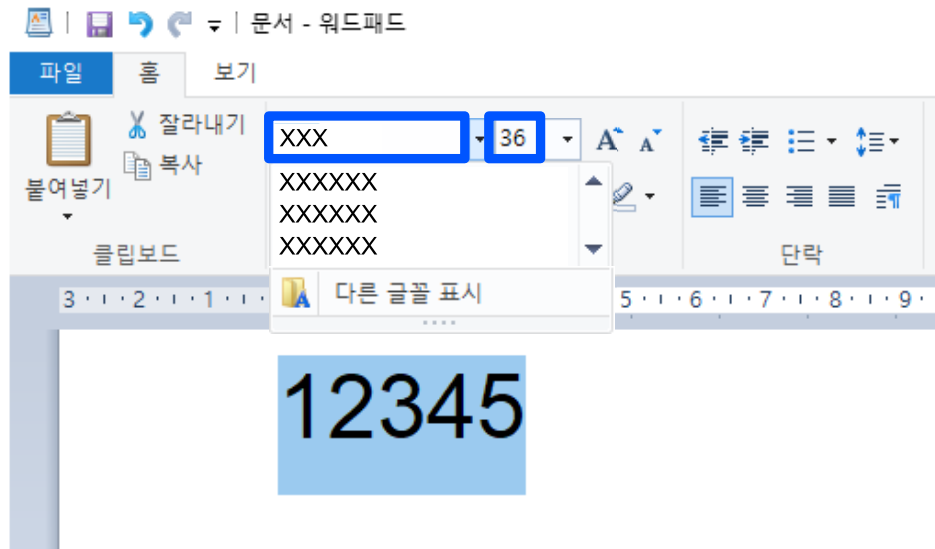 문서 - 워드패드
파일 홈 보기
잘라내기
복사
붙여넣기
클립보드
XXX
36
XXXXXX
XXXXXX
XXXXXX
다른 글꼴 표시
단락
3 2 1 5 6 7 8 9
12345